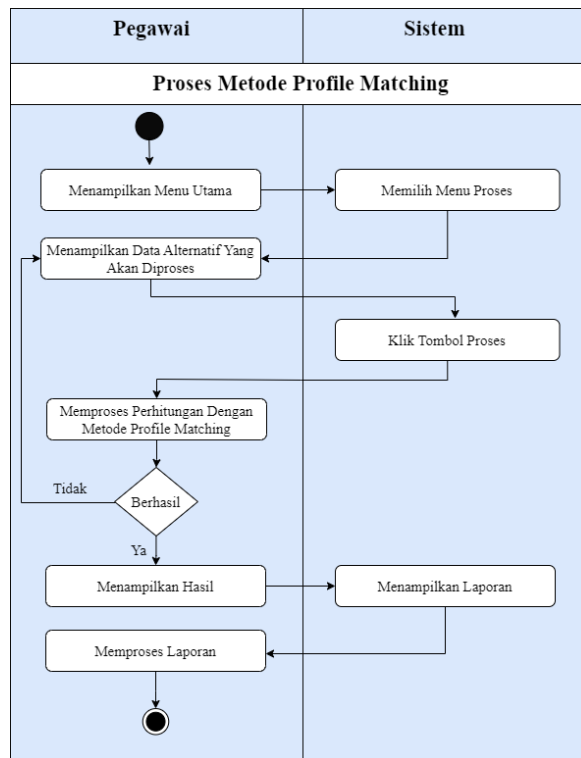 Pegawai
Sistem
Proses Metode Profile Matching
Menampilkan Menu Utama
Memilih Menu Proses
Menampilkan Data Alternatif Yang
Akan Diproses
Klik Tombol Proses
Memproses Perhitungan Dengan
Metode Profile Matching
Tidak
Berhasil
Ya
Menampilkan Hasil
Menampilkan Laporan
Memproses Laporan